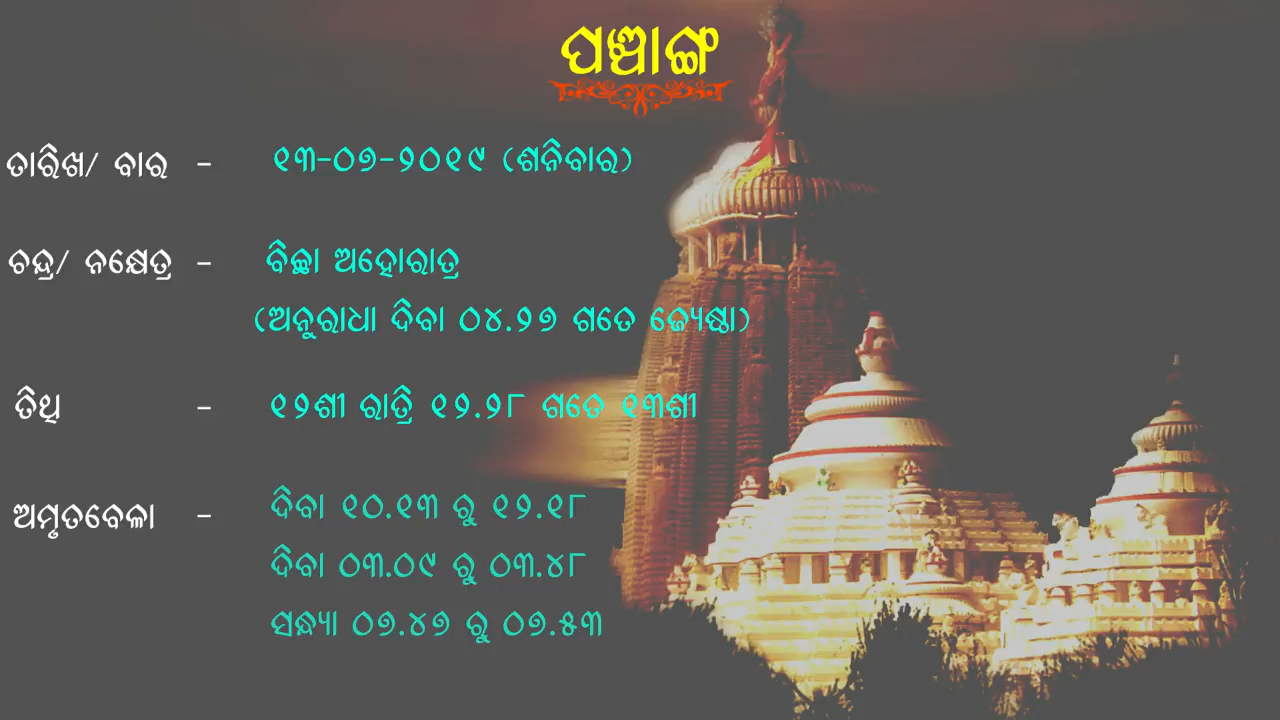 ପଞ୍ଚାଙ୍ଗ
ତାରିଖ/ ବାର - ୧୩-୦୭-୨୦୧୯ (ଶନିବାର)
ଚନ୍ଦ୍ର/ ନକ୍ଷେତ୍ର - ବିଚ୍ଛା ଅହୋରାତ୍ର
(ଅନୁରାଧା ଦିବା ୦୪.୨୭ ଗତେ ଜ୍ୟେଷ୍ଠା)
ତିଥି - ୧୨ଶୀ ରାତ୍ରି ୧୨.୨୮ ଗତେ ୧୩ଶୀ
ଅମୃତବେଳା - ଦିବା ୧୦.୧୩ ରୁ ୧୨.୧୮
ଦିବା ୦୩.୦୯ ରୁ ୦୩.୪୮
ସନ୍ଧ୍ୟା ୦୭.୪୭ ରୁ ୦୭.୫୩